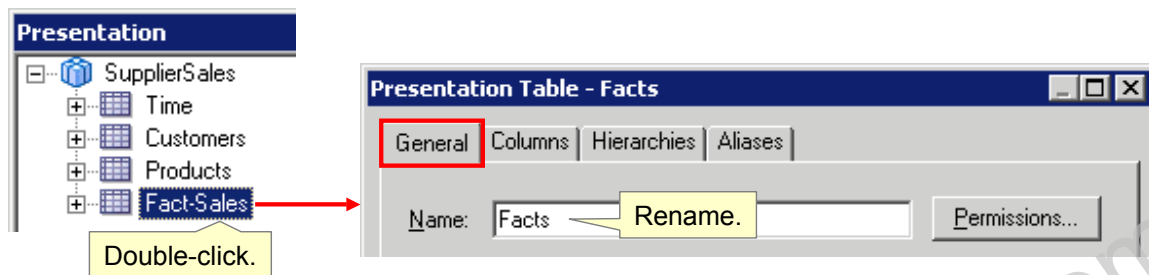 Presentation
SupplierSales
Time
Customers
Products
Fact-Sales
Double-click.
Presentation Table - Facts
General Columns Hierarchies Aliases
Name: Facts Rename. Permissions...